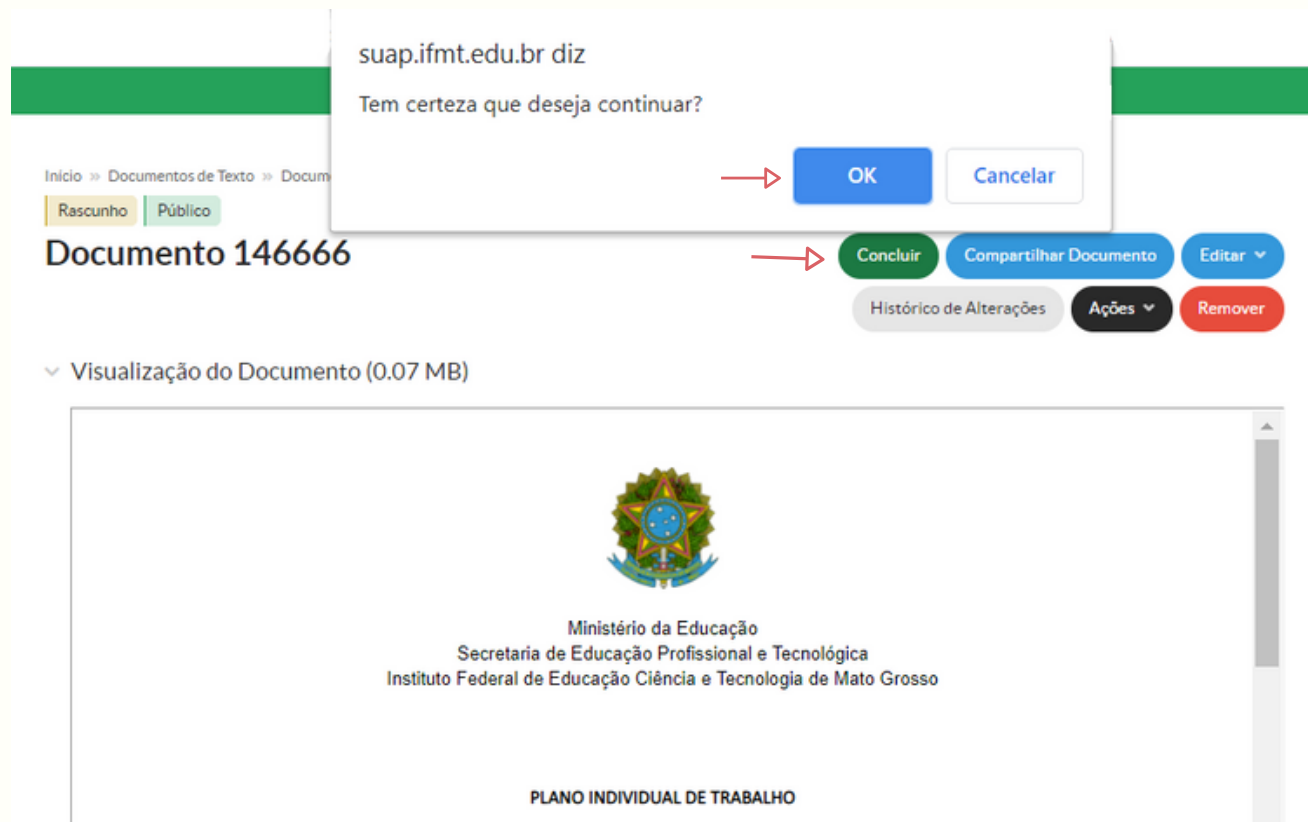 suap.ifmt.edu.br diz
Tem certeza que deseja continuar?
OK Cancelar
Início » Documentos de Texto » Docum
Rascunho Público
Documento 146666
Concluir Compartilhar Documento Editar
Histórico de Alterações Ações Remover
Visualização do Documento (0.07 MB)
Ministério da Educação
Secretaria de Educação Profissional e Tecnológica
Instituto Federal de Educação Ciência e Tecnologia de Mato Grosso
PLANO INDIVIDUAL DE TRABALHO